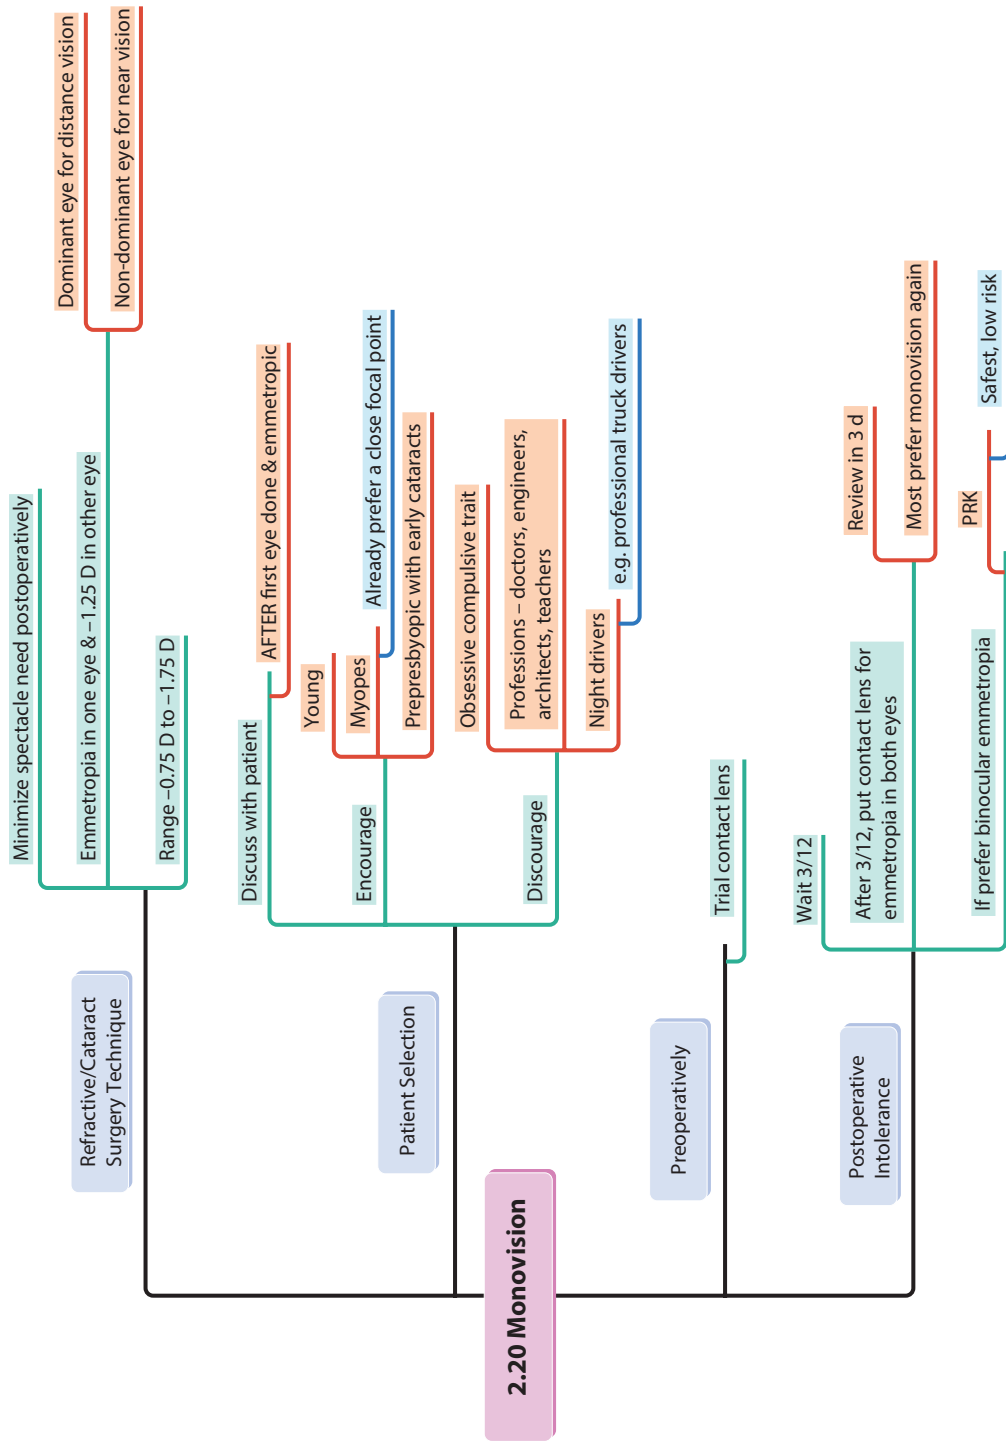 2.20 Monovision
Refractive/Cataract
Surgery Technique
Minimize spectacle need postoperatively
Emmetropia in one eye & –1.25 D in other eye
Dominant eye for distance vision
Non-dominant eye for near vision
Range –0.75 D to –1.75 D
Patient Selection
Discuss with patient
AFTER first eye done & emmetropic
Encourage
Young
Myopes
Already prefer a close focal point
Prepresbyopic with early cataracts
Discourage
Obsessive compulsive trait
Professions – doctors, engineers,
architects, teachers
Night drivers
e.g. professional truck drivers
Preoperatively
Trial contact lens
Postoperative
Intolerance
Wait 3/12
After 3/12, put contact lens for
emmetropia in both eyes
Review in 3 d
Most prefer monovision again
If prefer binocular emmetropia
PRK
Safest, low risk